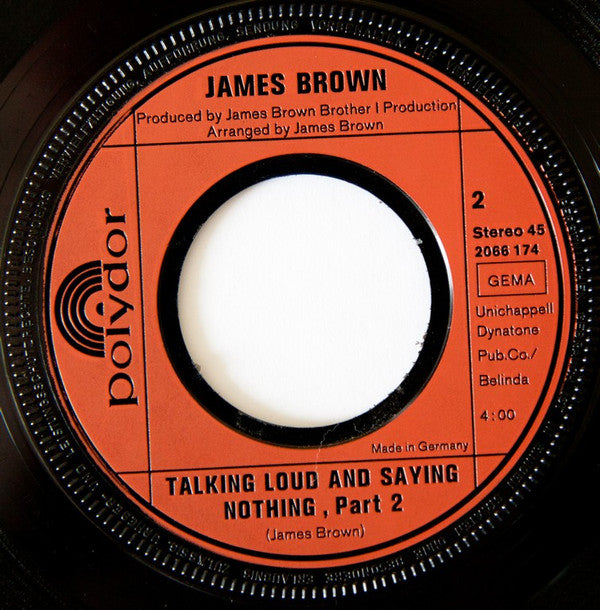 JAMES BROWN
Produced by James Brown Brother I Production
Arranged by James Brown
polydor
2
Stereo 45
2066 174
GEMA
Unichappell
Dynatone
Pub.Co./
Belinda
4:00
Made in Germany
TALKING LOUD AND SAYING
NOTHING , Part 2
(James Brown)